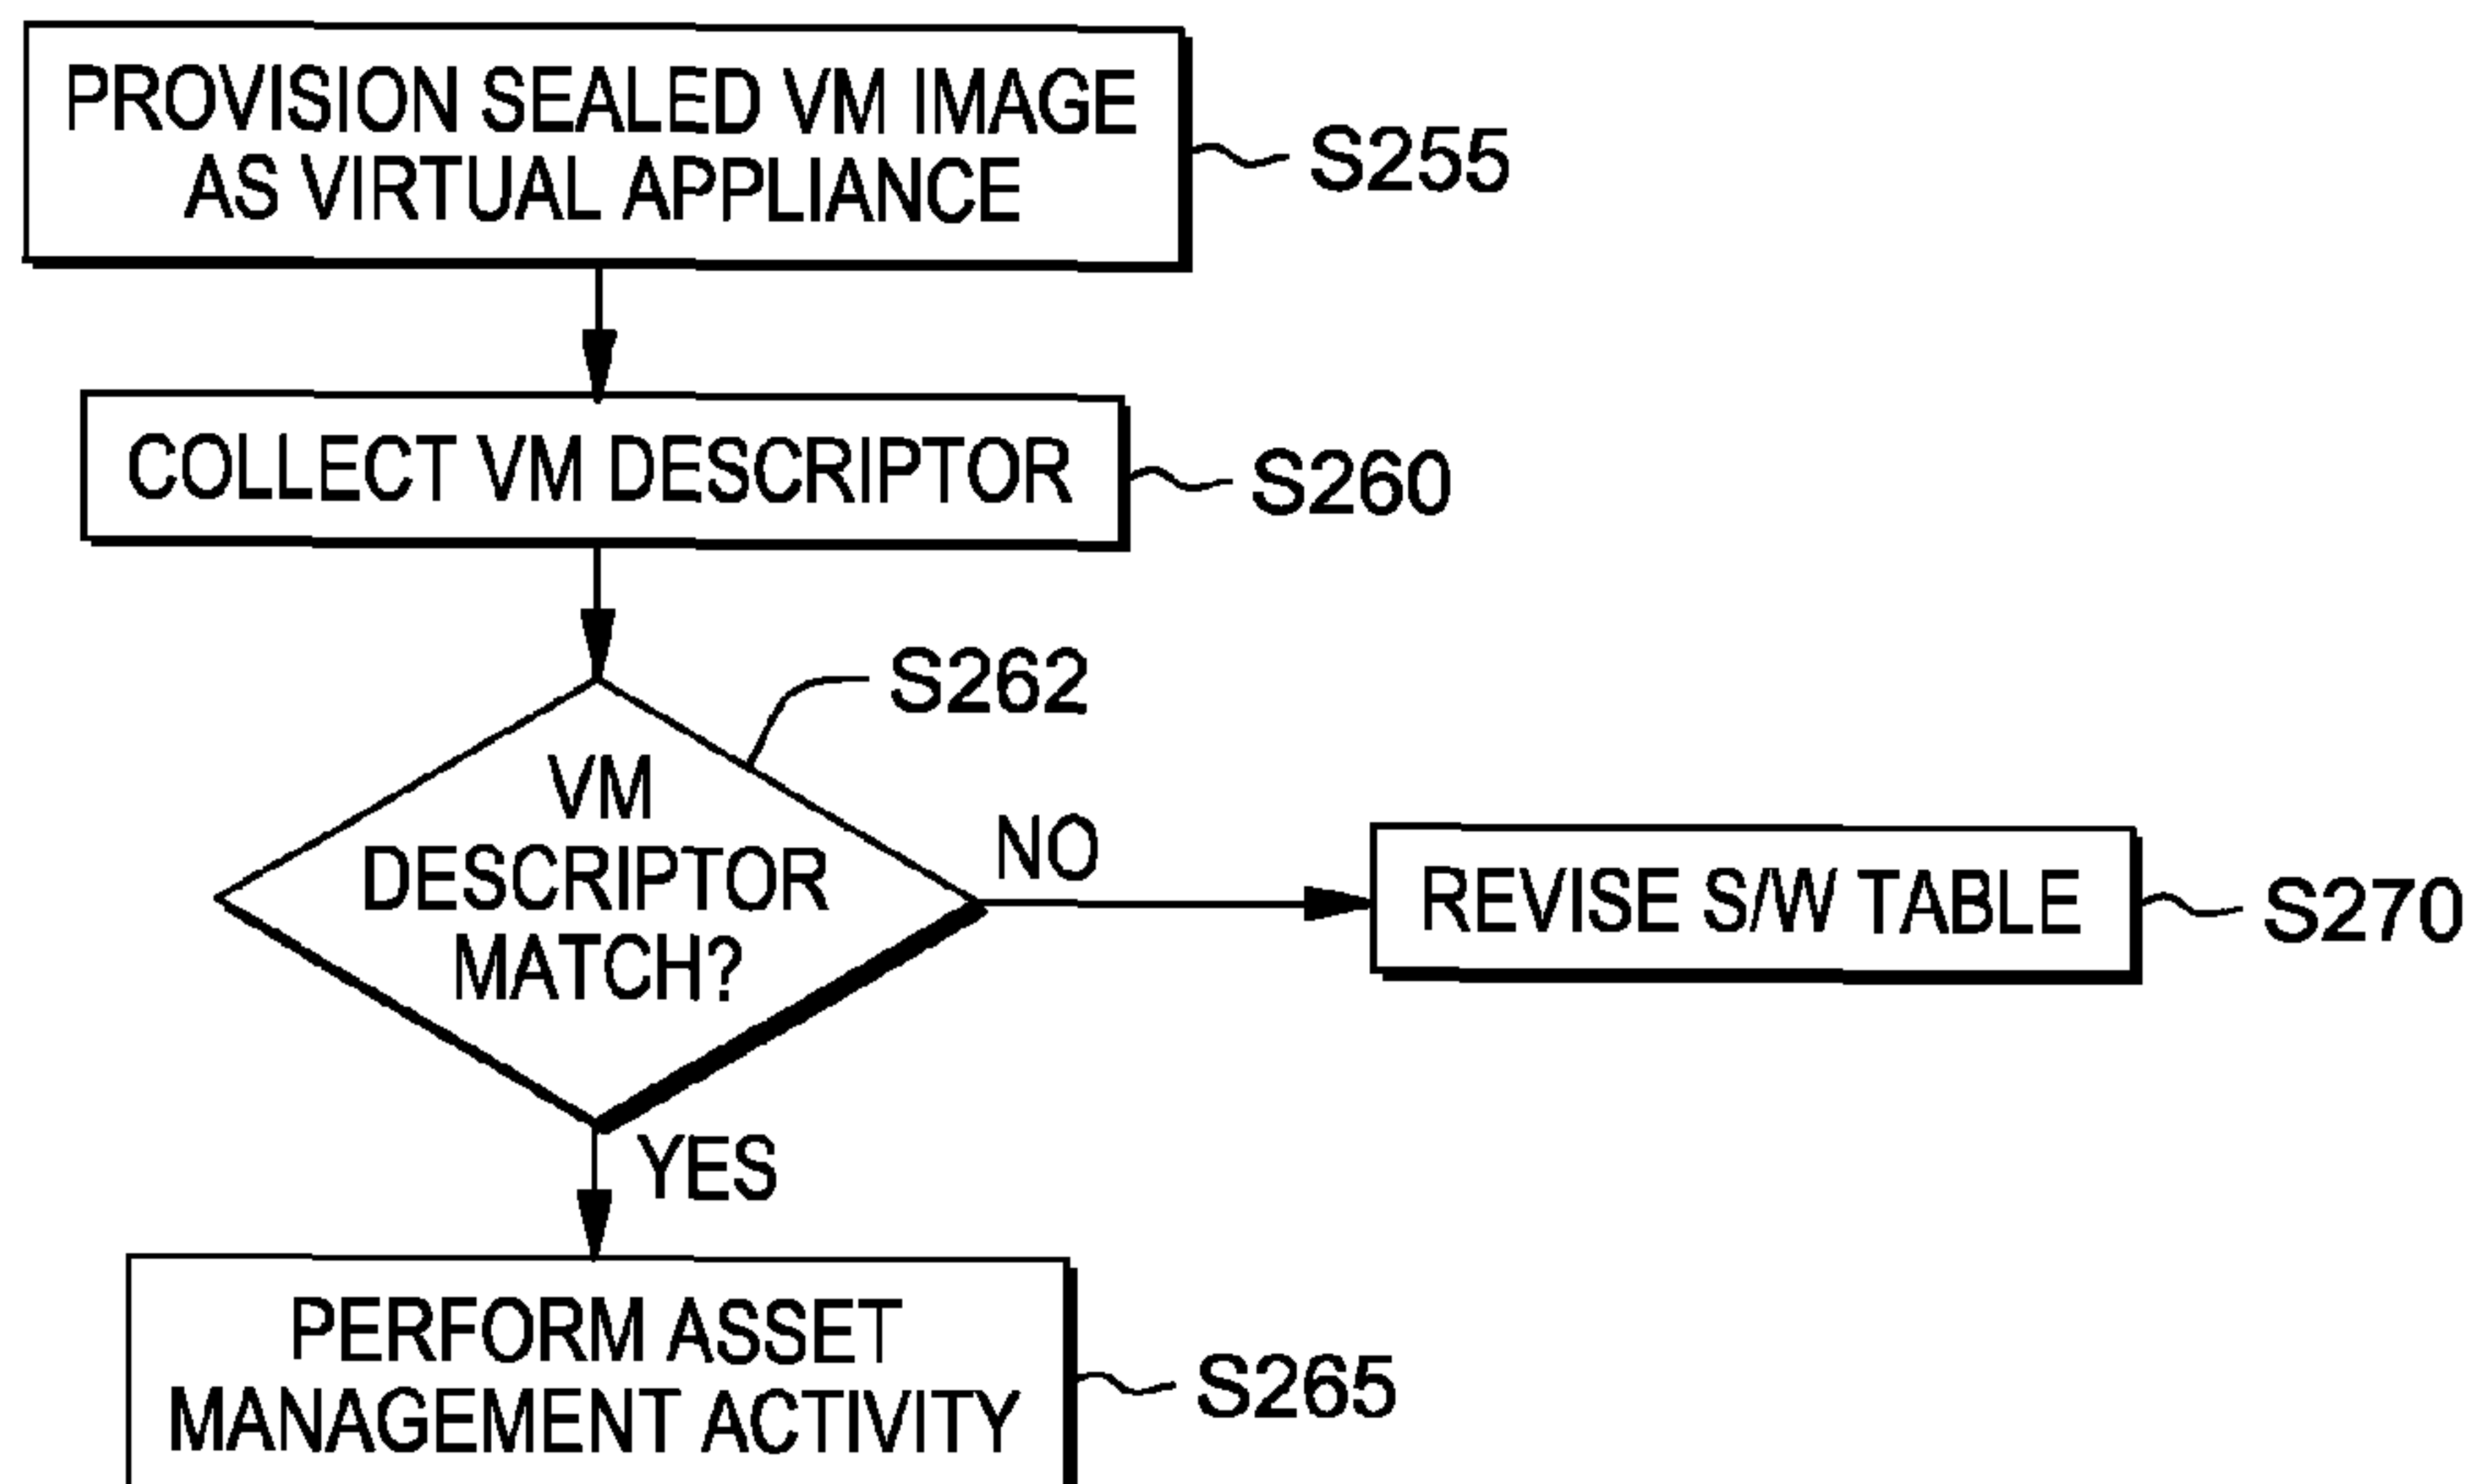 PROVISION SEALED VM IMAGE
AS VIRTUAL APPLIANCE
S255
COLLECT VM DESCRIPTOR
S260
S262
VM
DESCRIPTOR
MATCH?
NO
REVISE S/W TABLE
S270
YES
PERFORM ASSET
MANAGEMENT ACTIVITY
S265